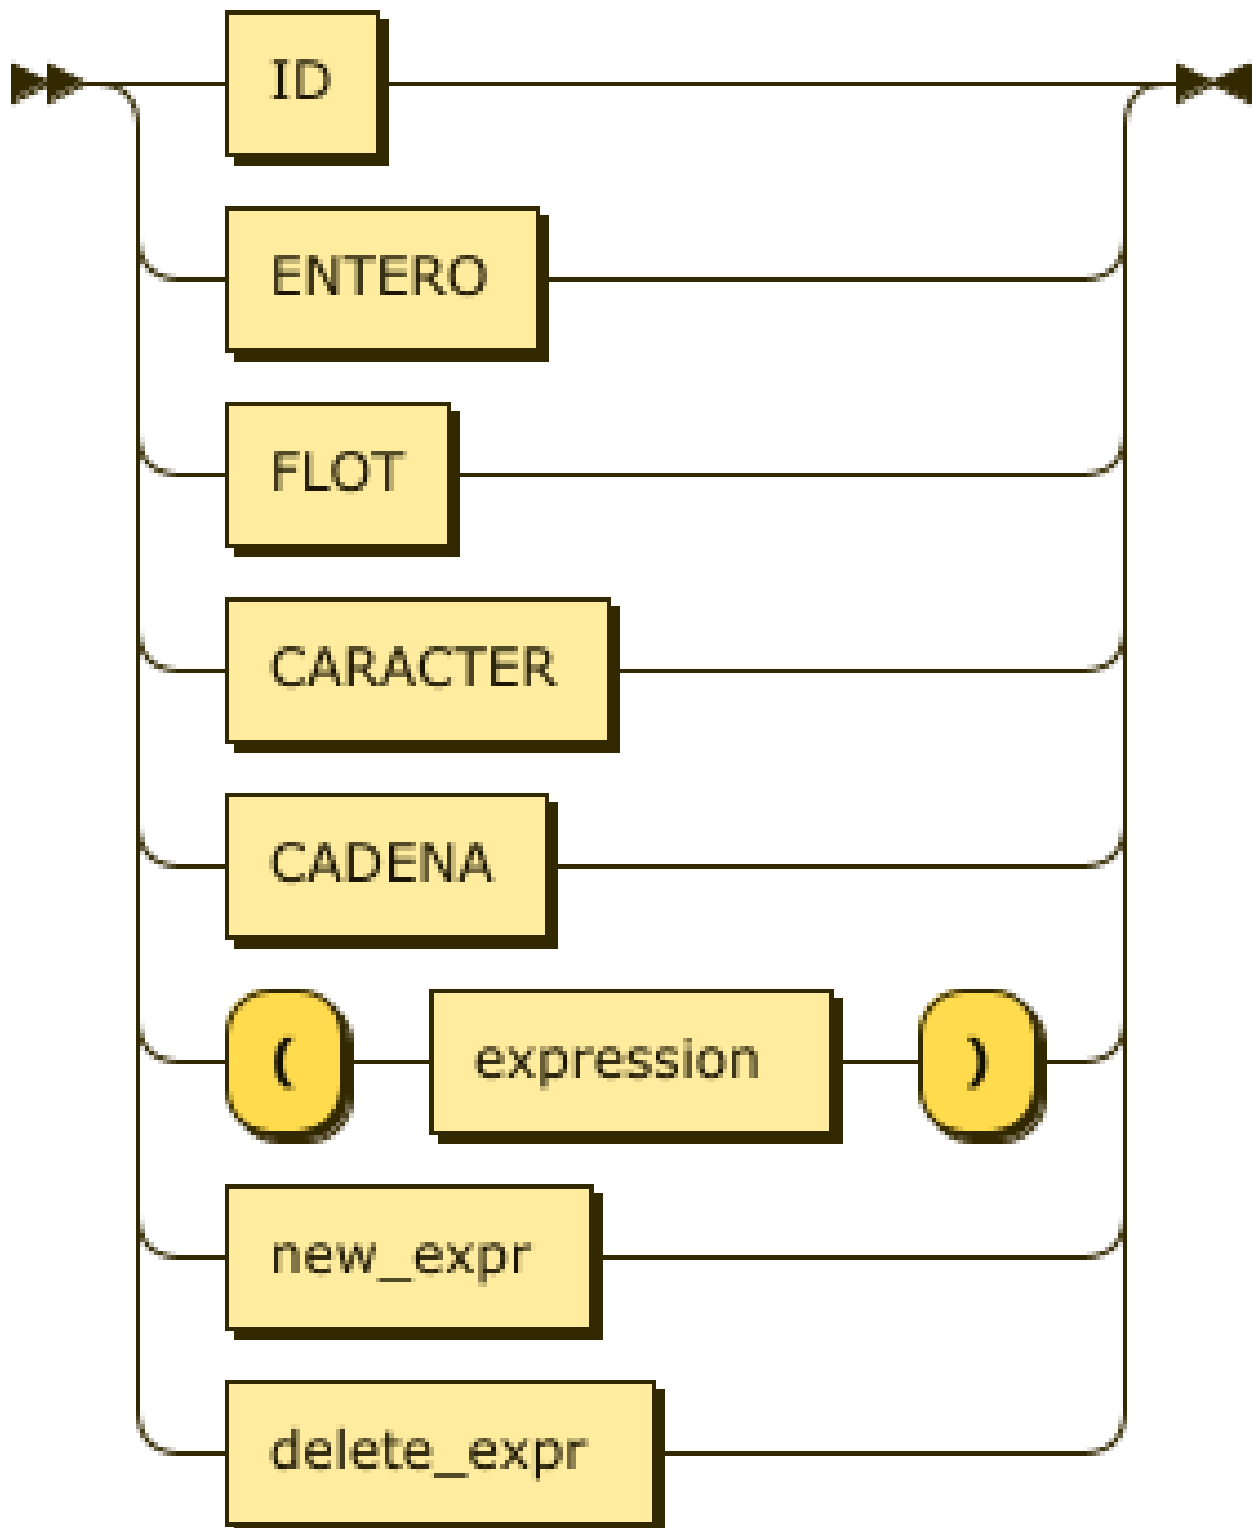 ID
ENTERO
FLOT
CARACTER
CADENA
( expression )
new_expr
delete_expr